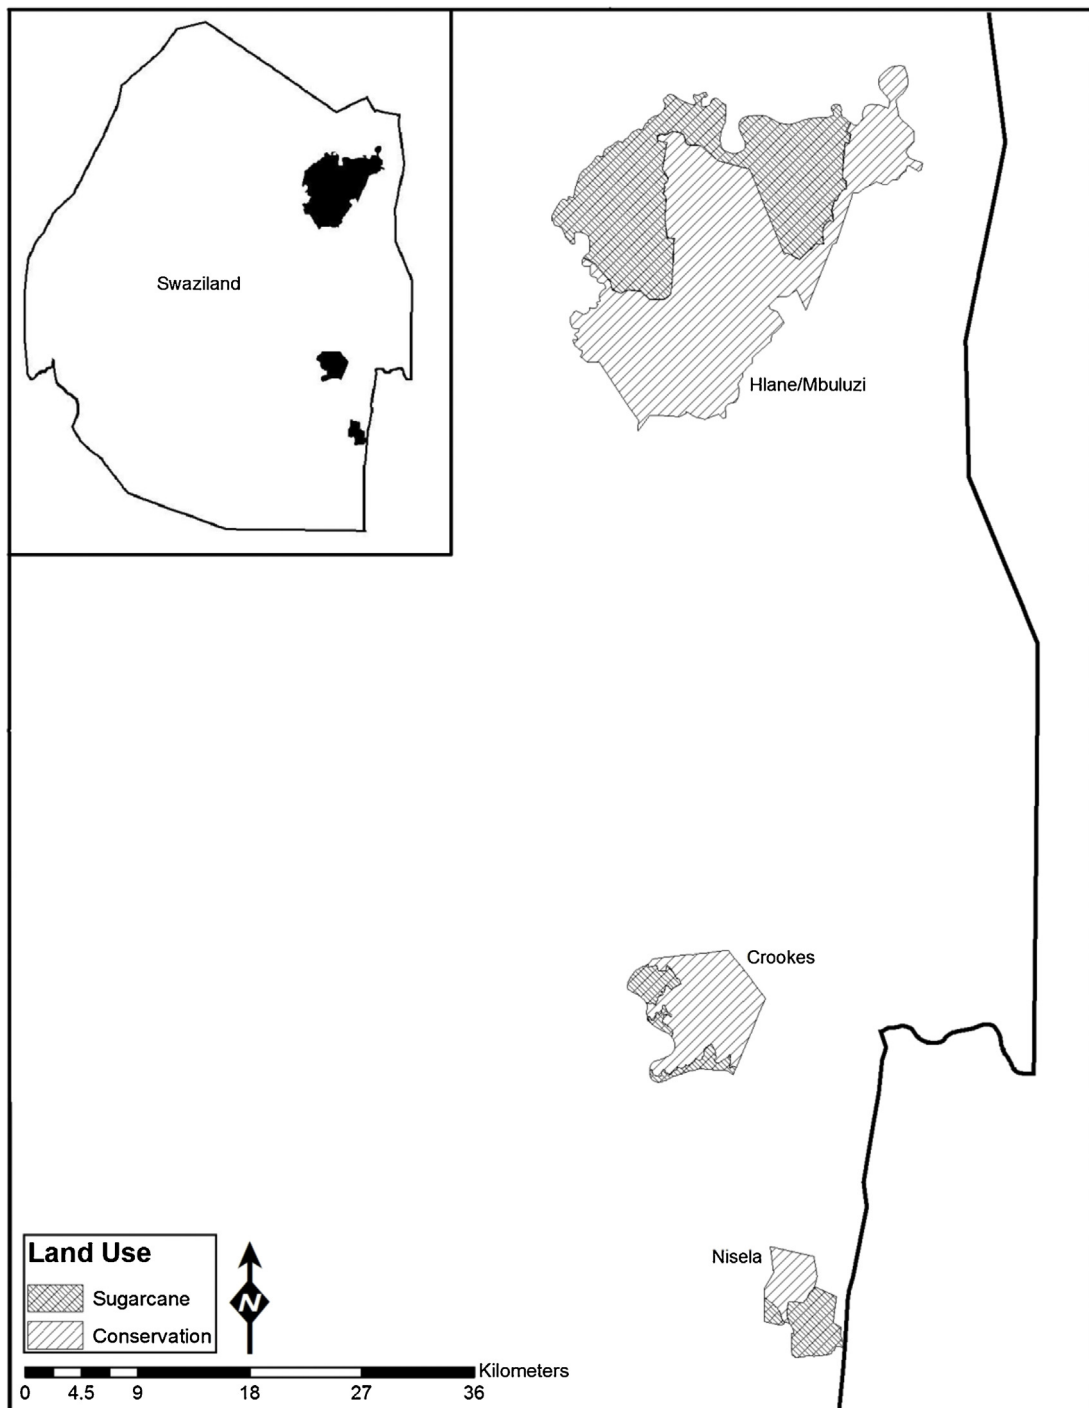 Swaziland
Hlane/Mbuluzi
Crookes
Nisela
Land Use
Sugarcane
Conservation
N
Kilometers
0 4.5 9 18 27 36